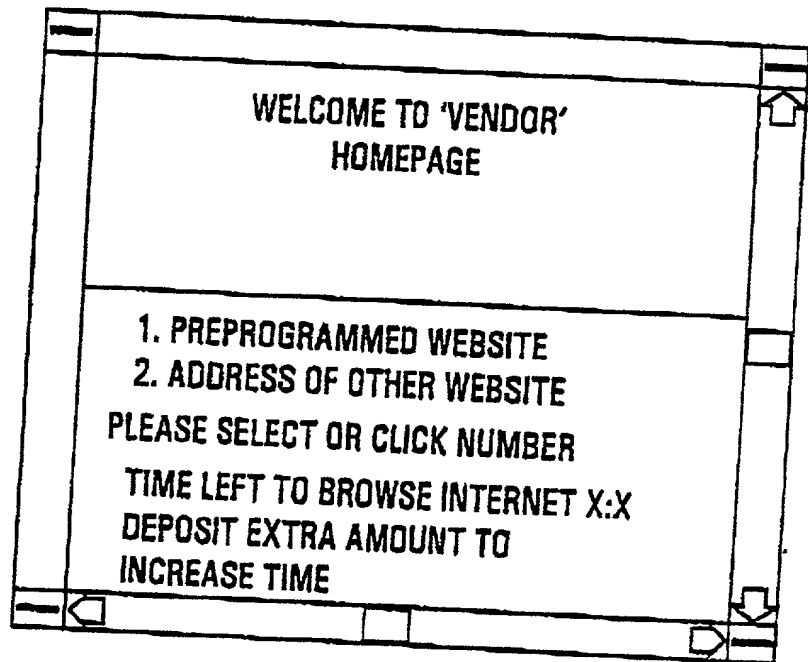 WELCOME TO 'VENDOR'
HOMEPAGE
1. PREPROGRAMMED WEBSITE
2. ADDRESS OF OTHER WEBSITE
PLEASE SELECT OR CLICK NUMBER
TIME LEFT TO BROWSE INTERNET X:X
DEPOSIT EXTRA AMOUNT TO
INCREASE TIME